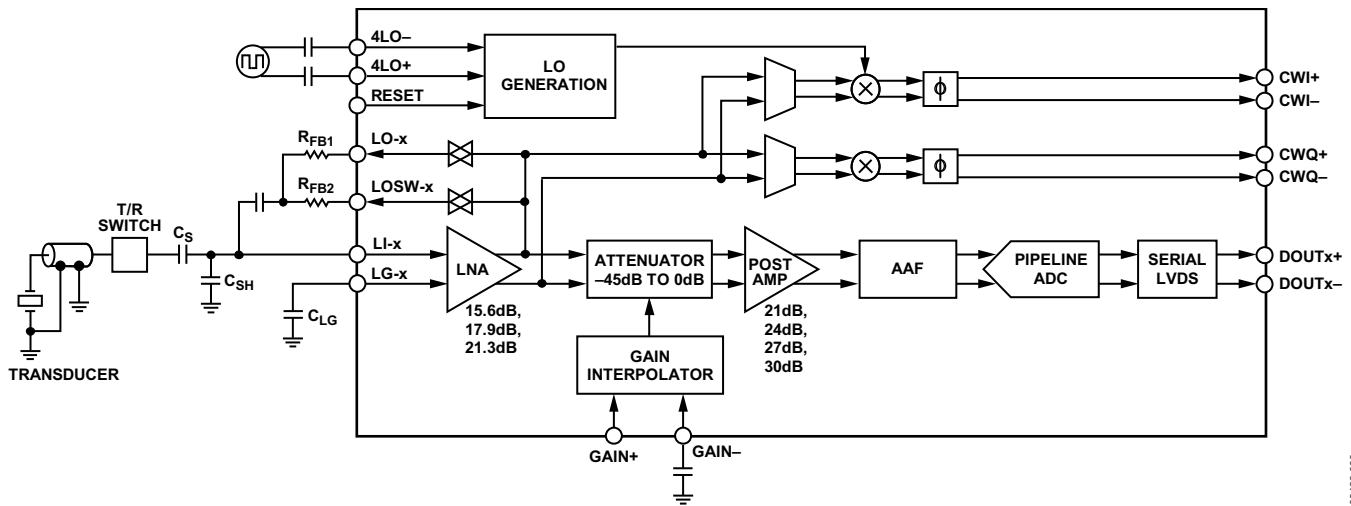 4LO–
4LO+
RESET
LO
GENERATION
CWI+
CWI–
R_FB1
LO-x
CWQ+
CWQ–
ϕ
ϕ
R_FB2
LOSW-x
T/R
SWITCH
C_S
LI-x
LG-x
LNA
ATTENUATOR
–45dB TO 0dB
POST
AMP
AAF
PIPELINE
ADC
SERIAL
LVDS
DOUTx+
DOUTx–
C_SH
C_LG
15.6dB,
17.9dB,
21.3dB
21dB,
24dB,
27dB,
30dB
GAIN
INTERPOLATOR
TRANSDUCER
GAIN+
GAIN–